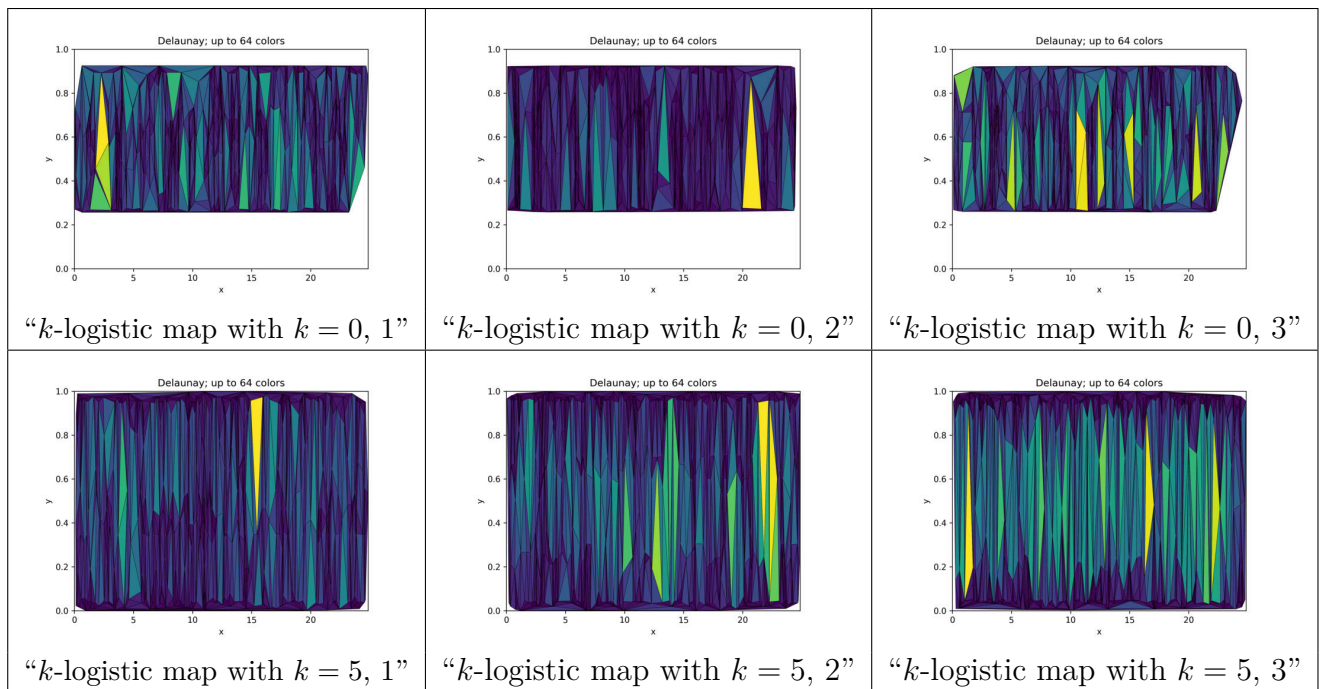 Delaunay; up to 64 colors
1.0
0.8
0.6
y
0.4
0.2
0.0
0 5 10 15 20
x
“k-logistic map with k = 0, 1”
Delaunay; up to 64 colors
1.0
0.8
0.6
y
0.4
0.2
0.0
0 5 10 15 20
x
“k-logistic map with k = 0, 2”
Delaunay; up to 64 colors
1.0
0.8
0.6
y
0.4
0.2
0.0
0 5 10 15 20
x
“k-logistic map with k = 0, 3”
Delaunay; up to 64 colors
1.0
0.8
0.6
y
0.4
0.2
0.0
0 5 10 15 20
x
“k-logistic map with k = 5, 1”
Delaunay; up to 64 colors
1.0
0.8
0.6
y
0.4
0.2
0.0
0 5 10 15 20
x
“k-logistic map with k = 5, 2”
Delaunay; up to 64 colors
1.0
0.8
0.6
y
0.4
0.2
0.0
0 5 10 15 20
x
“k-logistic map with k = 5, 3”